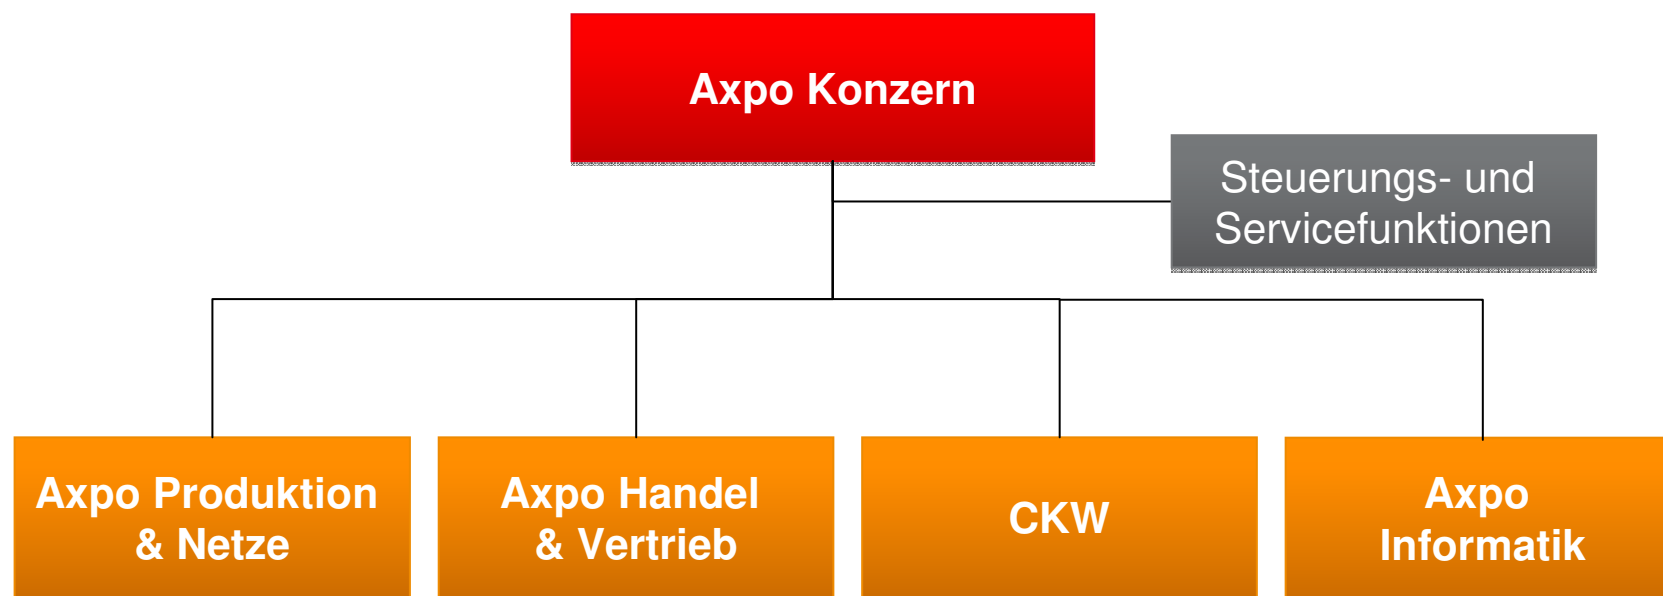 Axpo Konzern
Steuerungs- und
Servicefunktionen
Axpo Produktion
& Netze
Axpo Handel
& Vertrieb
CKW
Axpo
Informatik